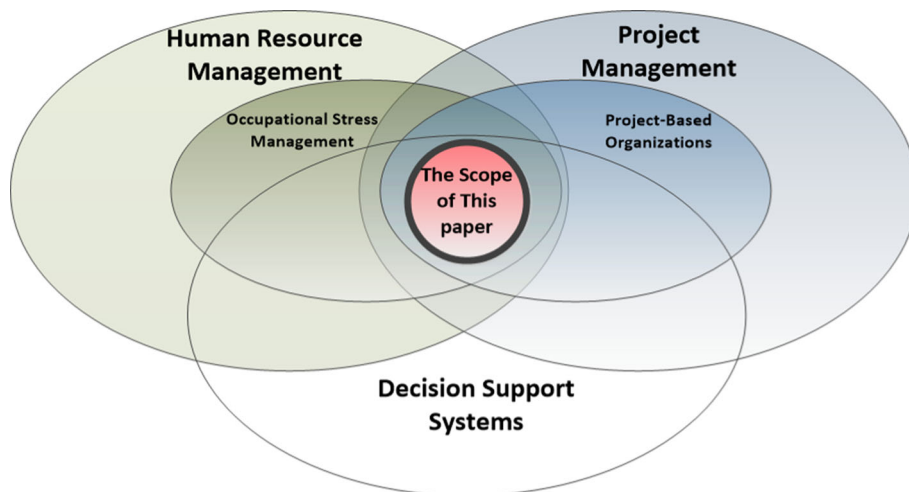 Human Resource
Management
Project
Management
Occupational Stress
Management
Project-Based
Organizations
The Scope
of This
paper
Decision Support
Systems